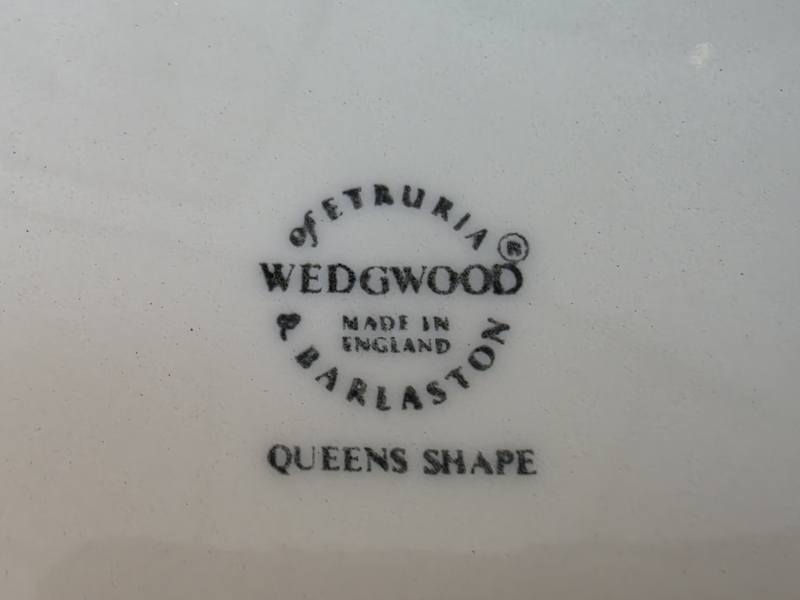 of ETRURIA ®
WEDGWOOD
MADE IN
ENGLAND
& BARLASTON
QUEENS SHAPE